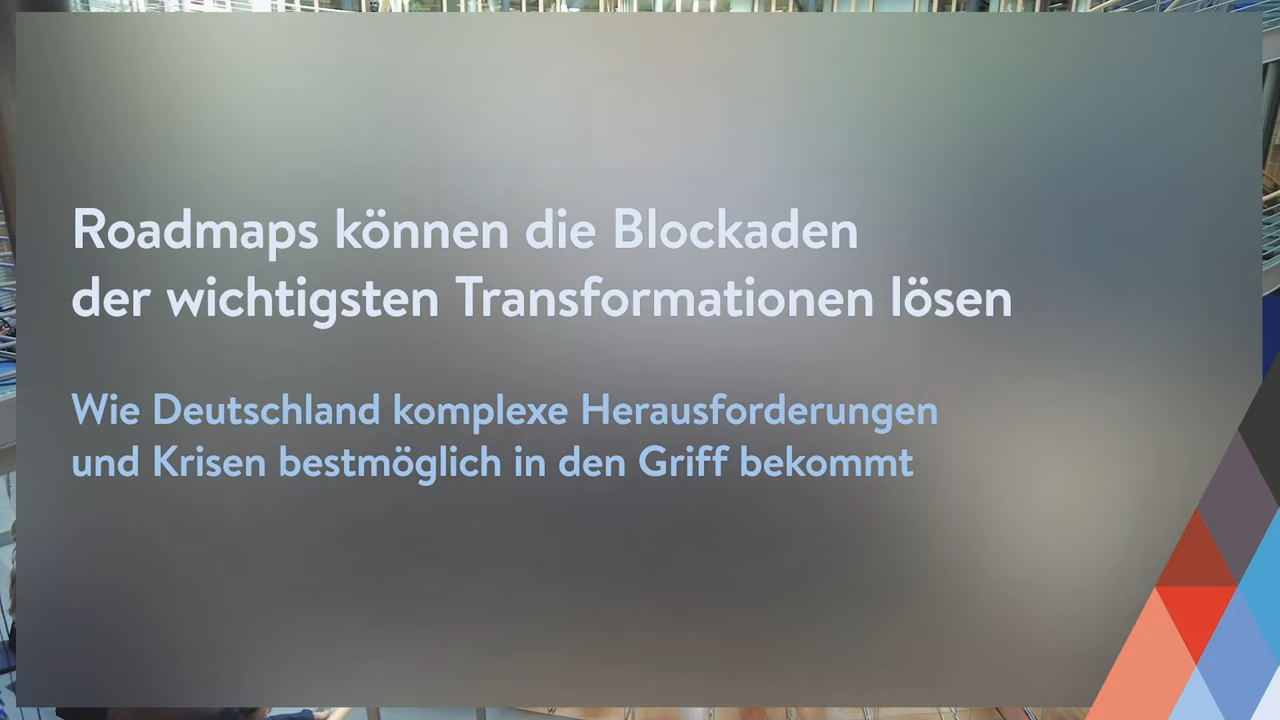 Roadmaps können die Blockaden
der wichtigsten Transformationen lösen
Wie Deutschland komplexe Herausforderungen
und Krisen bestmöglich in den Griff bekommt